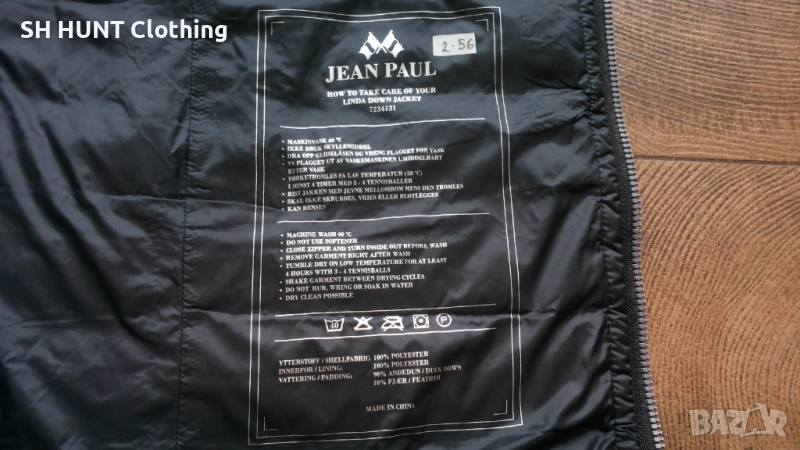 SH HUNT Clothing
2-56
JEAN PAUL
HOW TO TAKE CARE OF YOUR
LINDA DOWN JACKET
7234131
• MASKINVASK 40 °C
• IKKE BRUK SKYLLEMIDDEL
• DRA OPP GLIDELÅSEN OG VRENG PLAGGET FØR VASK
• TA PLAGGET UT AV VASKEMASKINEN UMIDDELBART
ETTER VASK
• TØRKETROMLES PÅ LAV TEMPERATUR (50 °C)
I MINST 4 TIMER MED 3 - 4 TENNISBALLER
• RIST JAKKEN MED JEVNE MELLOMROM MENS DEN TROMLES
• SKAL IKKE SKRUBBES, VRIES ELLER BLØTLEGGES
• KAN RENSES
• MACHINE WASH 40 °C
• DO NOT USE SOFTENER
• CLOSE ZIPPER AND TURN INSIDE OUT BEFORE WASH
• REMOVE GARMENT RIGHT AFTER WASH
• TUMBLE DRY ON LOW TEMPERATURE FOR AT LEAST
4 HOURS WITH 3 - 4 TENNISBALLS
• SHAKE GARMENT BETWEEN DRYING CYCLES
• DO NOT RUB, WRING OR SOAK IN WATER
• DRY CLEAN POSSIBLE
40 P
YTTERSTOFF / SHELLFABRIC: 100% POLYESTER
INNERFOR / LINING: 100% POLYESTER
VATTERING / PADDING: 90% ANDEDUN / DUCK DOWN
10% FJÆR / FEATHER
MADE IN CHINA
BAZAR